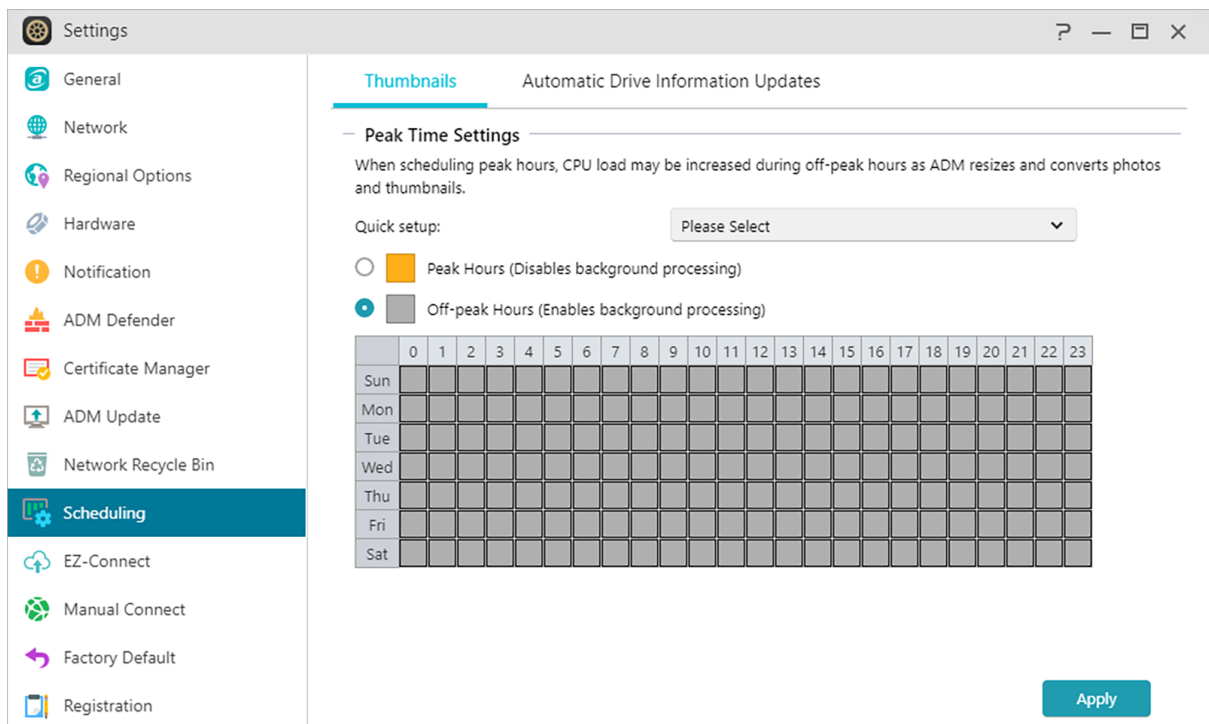 Settings
General
Network
Regional Options
Hardware
Notification
ADM Defender
Certificate Manager
ADM Update
Network Recycle Bin
Scheduling
EZ-Connect
Manual Connect
Factory Default
Registration
Thumbnails Automatic Drive Information Updates
Peak Time Settings
When scheduling peak hours, CPU load may be increased during off-peak hours as ADM resizes and converts photos
and thumbnails.
Quick setup: Please Select
Peak Hours (Disables background processing)
Off-peak Hours (Enables background processing)
0 1 2 3 4 5 6 7 8 9 10 11 12 13 14 15 16 17 18 19 20 21 22 23
Sun
Mon
Tue
Wed
Thu
Fri
Sat
Apply